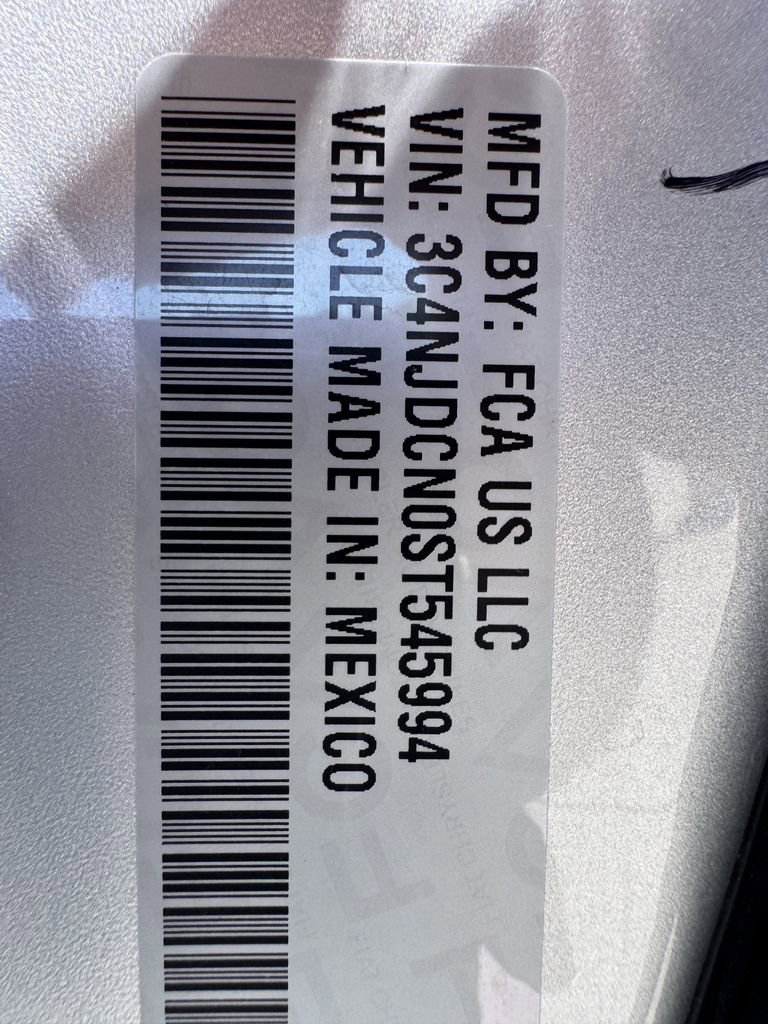 MFD BY: FCA US LLC
VIN: 3C4NJDCN0ST545994
VEHICLE MADE IN: MEXICO